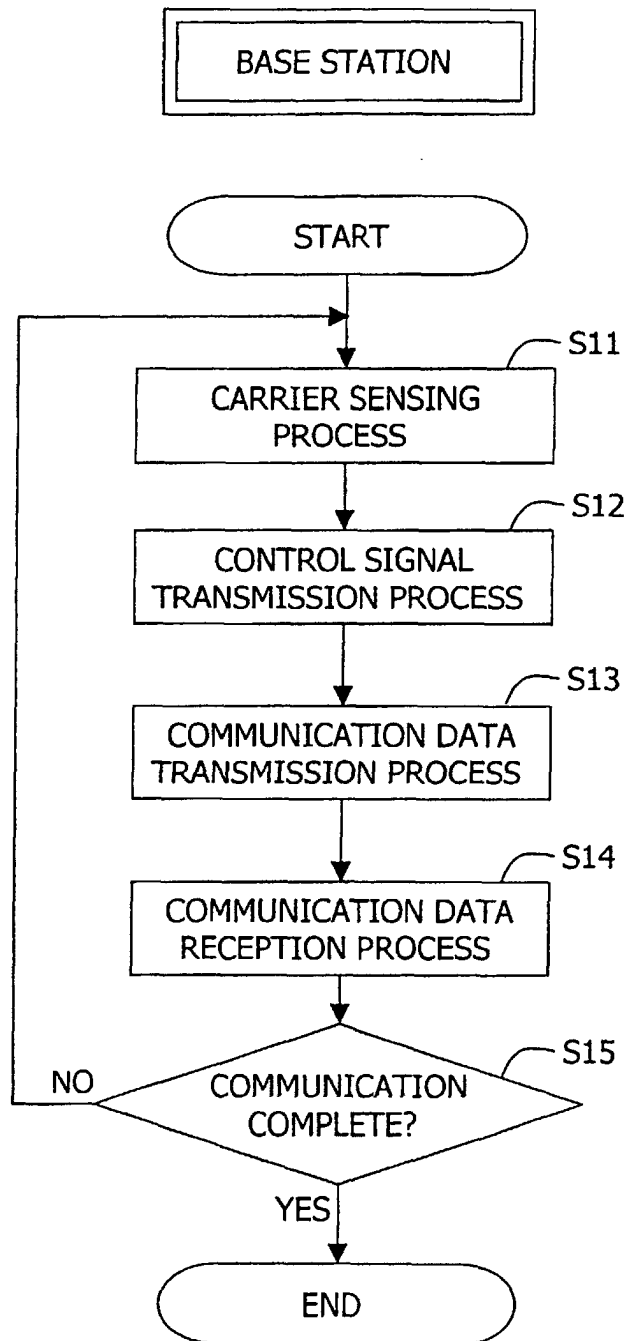 BASE STATION
START
S11
CARRIER SENSING
PROCESS
S12
CONTROL SIGNAL
TRANSMISSION PROCESS
S13
COMMUNICATION DATA
TRANSMISSION PROCESS
S14
COMMUNICATION DATA
RECEPTION PROCESS
S15
NO
COMMUNICATION
COMPLETE?
YES
END